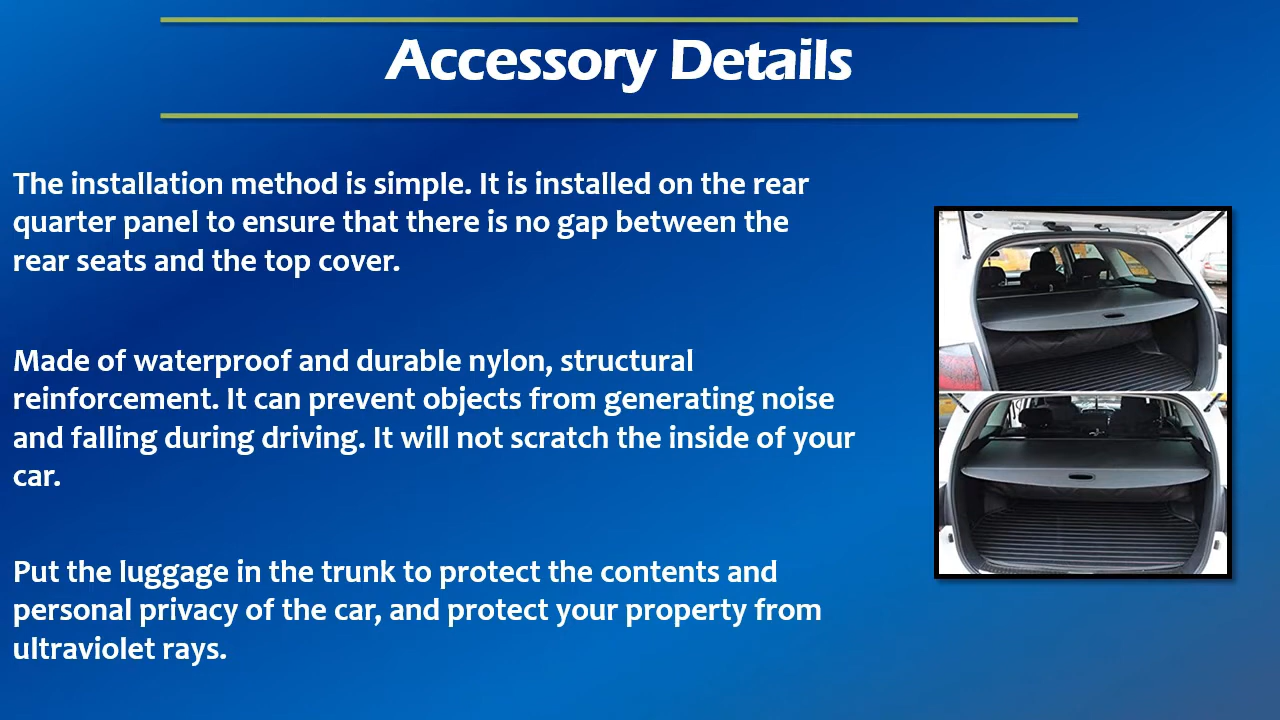 Accessory Details
The installation method is simple. It is installed on the rear
quarter panel to ensure that there is no gap between the
rear seats and the top cover.
Made of waterproof and durable nylon, structural
reinforcement. It can prevent objects from generating noise
and falling during driving. It will not scratch the inside of your
car.
Put the luggage in the trunk to protect the contents and
personal privacy of the car, and protect your property from
ultraviolet rays.